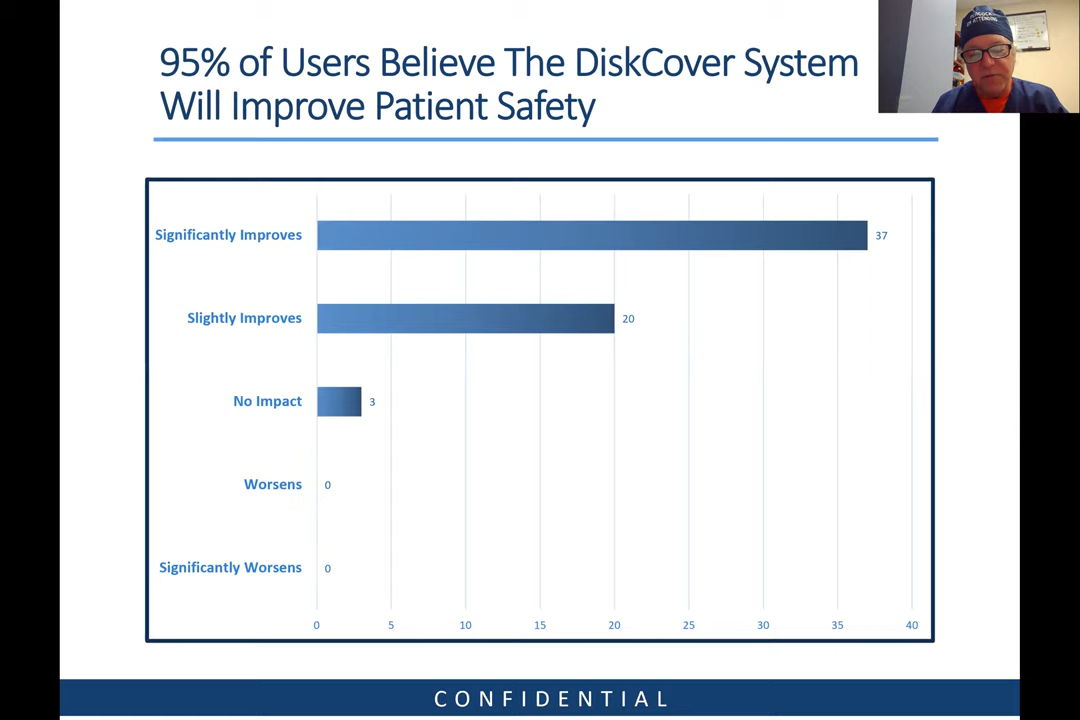 95% of Users Believe The DiskCover System
Will Improve Patient Safety
Significantly Improves
37
Slightly Improves
20
No Impact
3
Worsens
0
Significantly Worsens
0
0 5 10 15 20 25 30 35 40
CONFIDENTIAL
ATTENDING